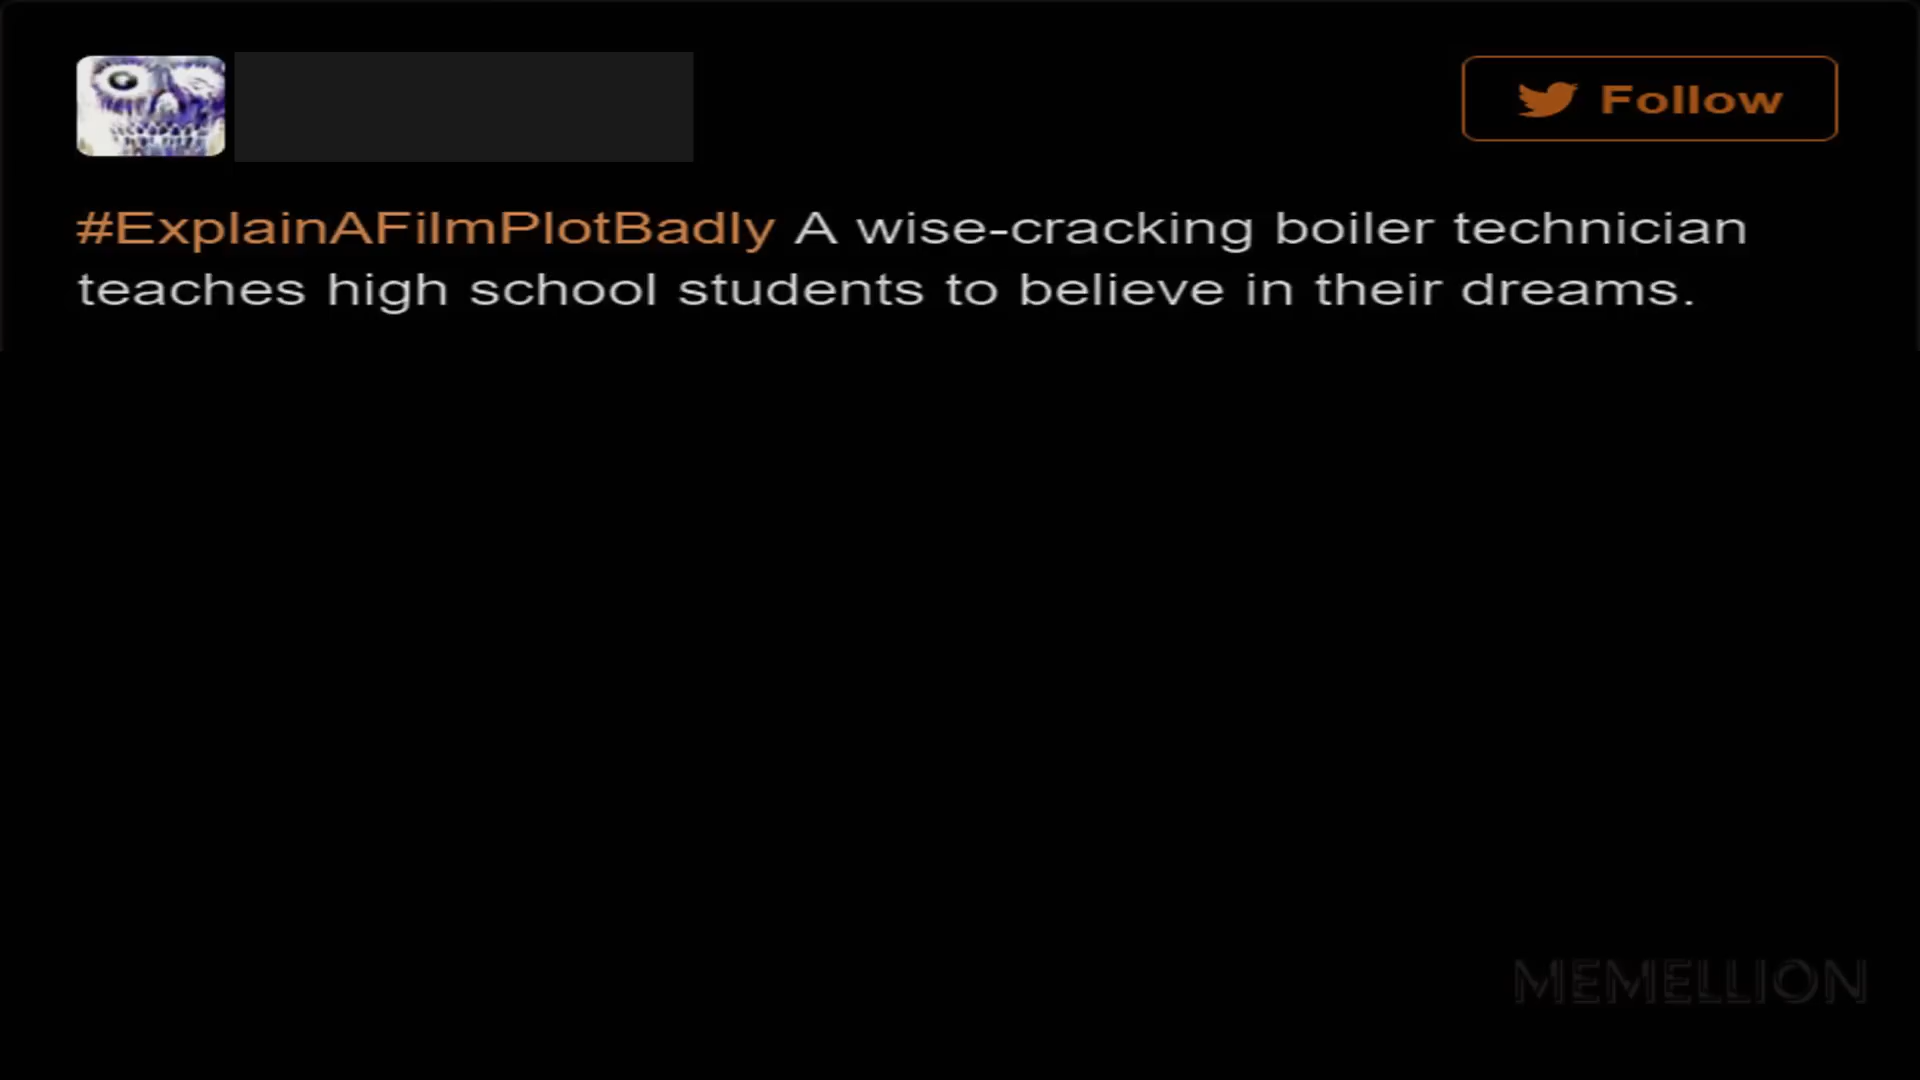 Follow
#ExplainAFilmPlotBadly A wise-cracking boiler technician
teaches high school students to believe in their dreams.
MEMELLION